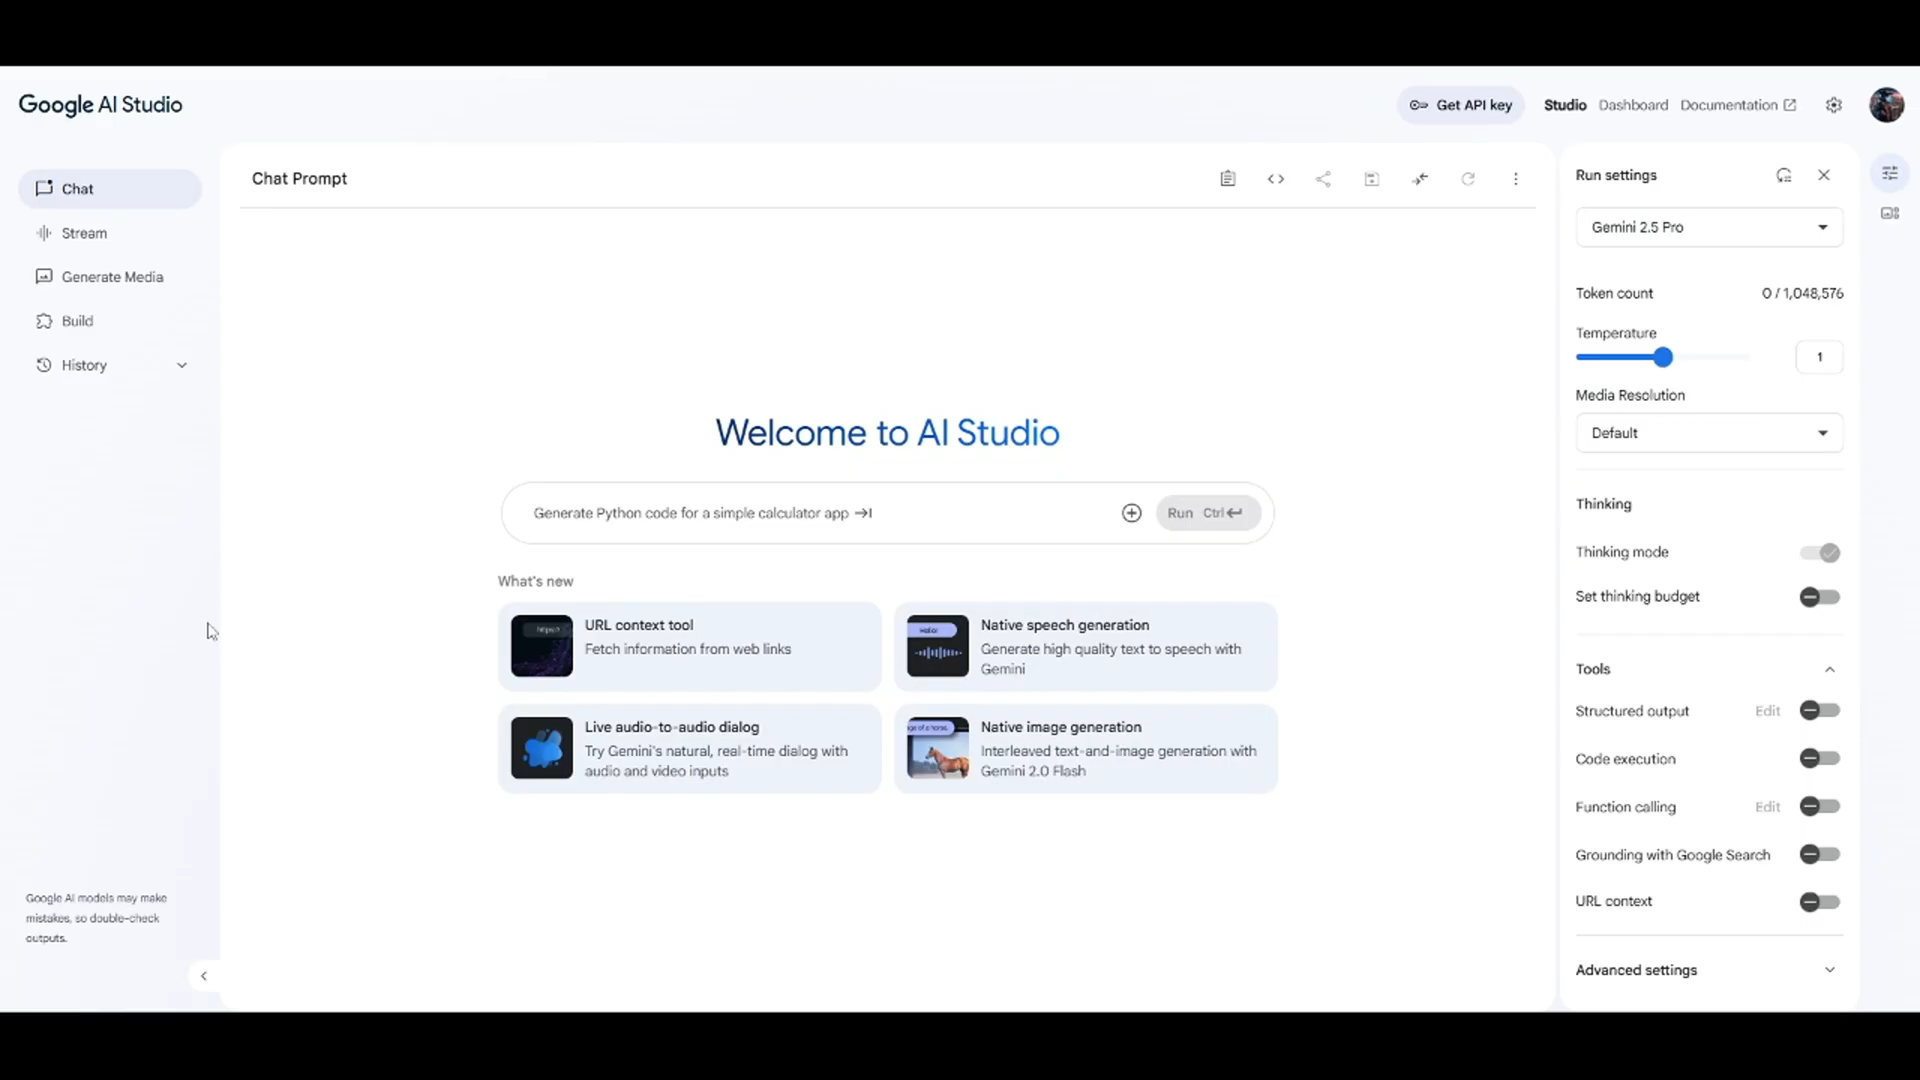 Google AI Studio
Get API key
Studio
Dashboard
Documentation
Chat
Stream
Generate Media
Build
History
Google AI models may make
mistakes, so double-check
outputs.
Chat Prompt
Welcome to AI Studio
Generate Python code for a simple calculator app
Run Ctrl
What's new
URL context tool
Fetch information from web links
https://
Native speech generation
Generate high quality text to speech with
Gemini
Live audio-to-audio dialog
Try Gemini's natural, real-time dialog with
audio and video inputs
Native image generation
Interleaved text-and-image generation with
Gemini 2.0 Flash
Run settings
Gemini 2.5 Pro
Token count 0 / 1,048,576
Temperature
1
Media Resolution
Default
Thinking
Thinking mode
Set thinking budget
Tools
Structured output Edit
Code execution
Function calling Edit
Grounding with Google Search
URL context
Advanced settings